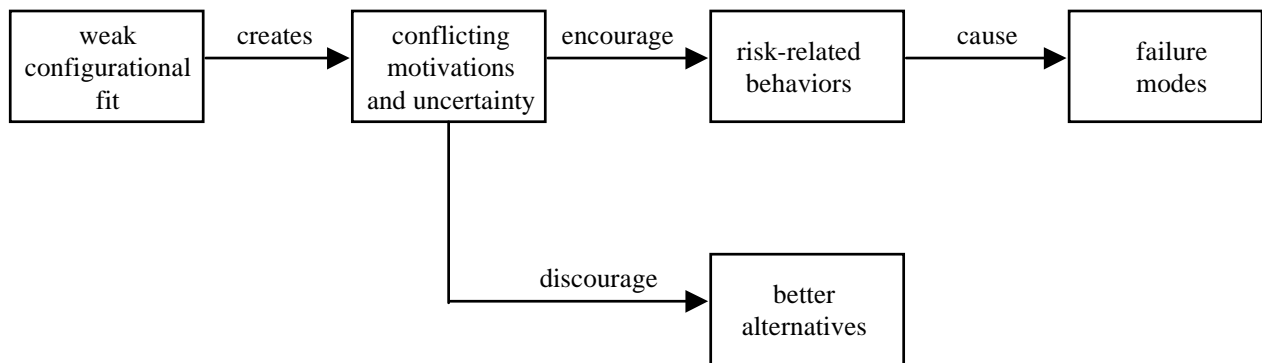 weak
configurational
fit
creates
conflicting
motivations
and uncertainty
encourage
risk-related
behaviors
cause
failure
modes
discourage
better
alternatives